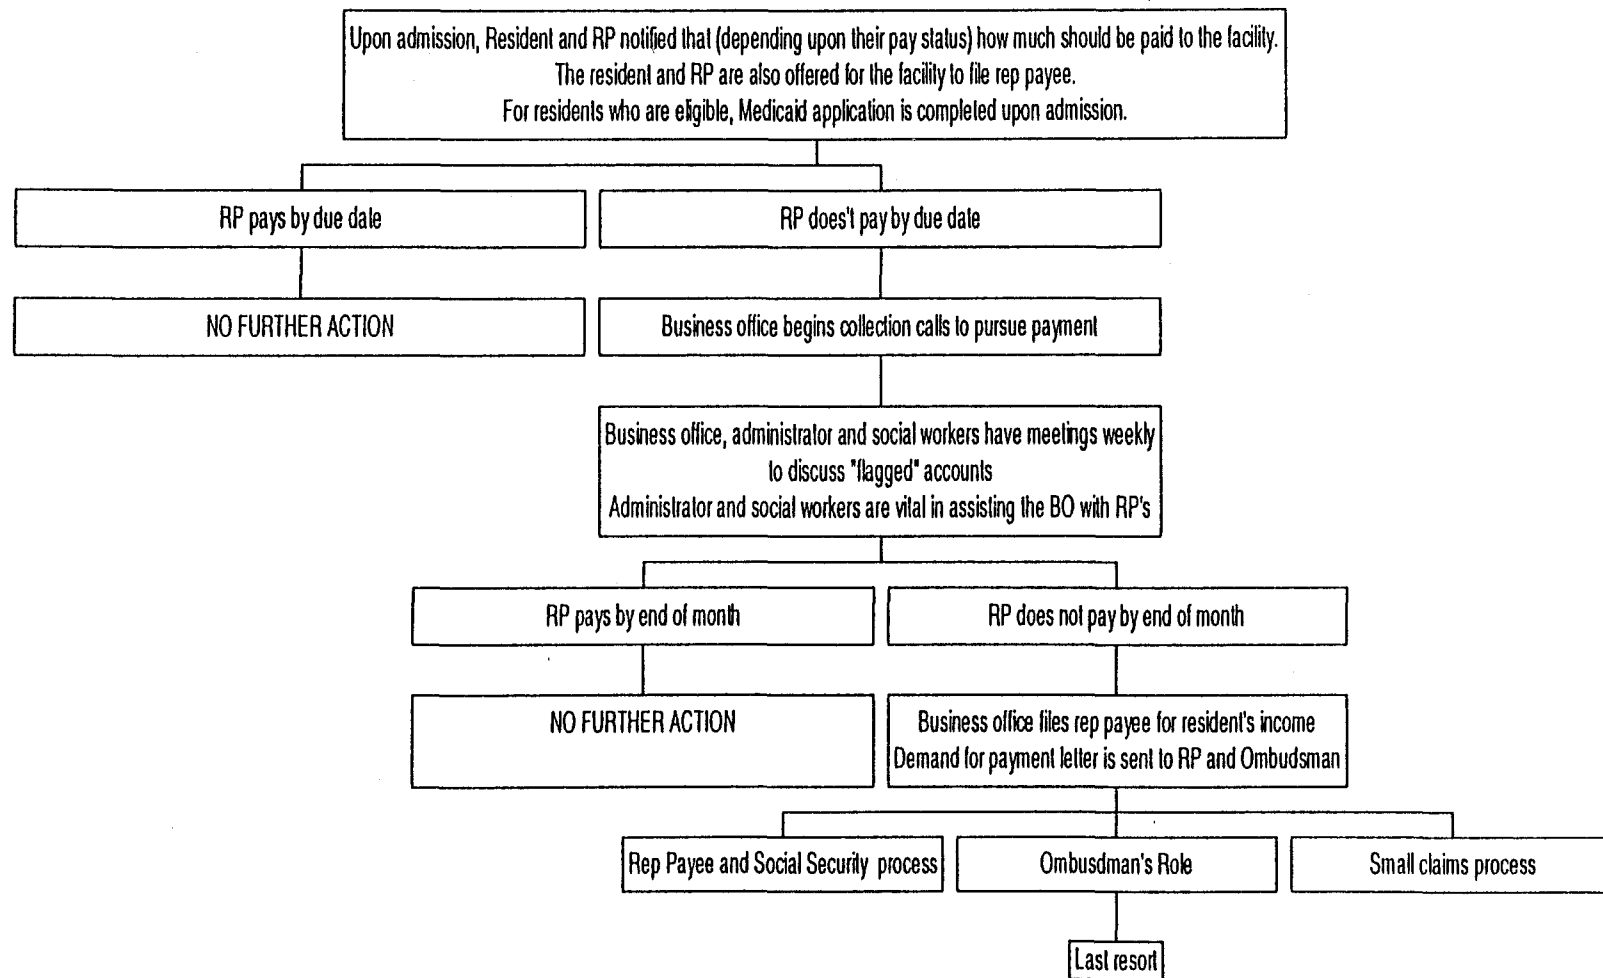 Upon admission, Resident and RP notified that (depending upon their pay status) how much should be paid to the facility.
The resident and RP are also offered for the facility to file rep payee.
For residents who are eligible, Medicaid application is completed upon admission.
RP pays by due date
RP does't pay by due date
NO FURTHER ACTION
Business office begins collection calls to pursue payment
Business office, administrator and social workers have meetings weekly
to discuss "flagged" accounts
Administrator and social workers are vital in assisting the BO with RP's
RP pays by end of month
RP does not pay by end of month
NO FURTHER ACTION
Business office files rep payee for resident's income
Demand for payment letter is sent to RP and Ombudsman
Rep Payee and Social Security process
Ombusdman's Role
Small claims process
Last resort